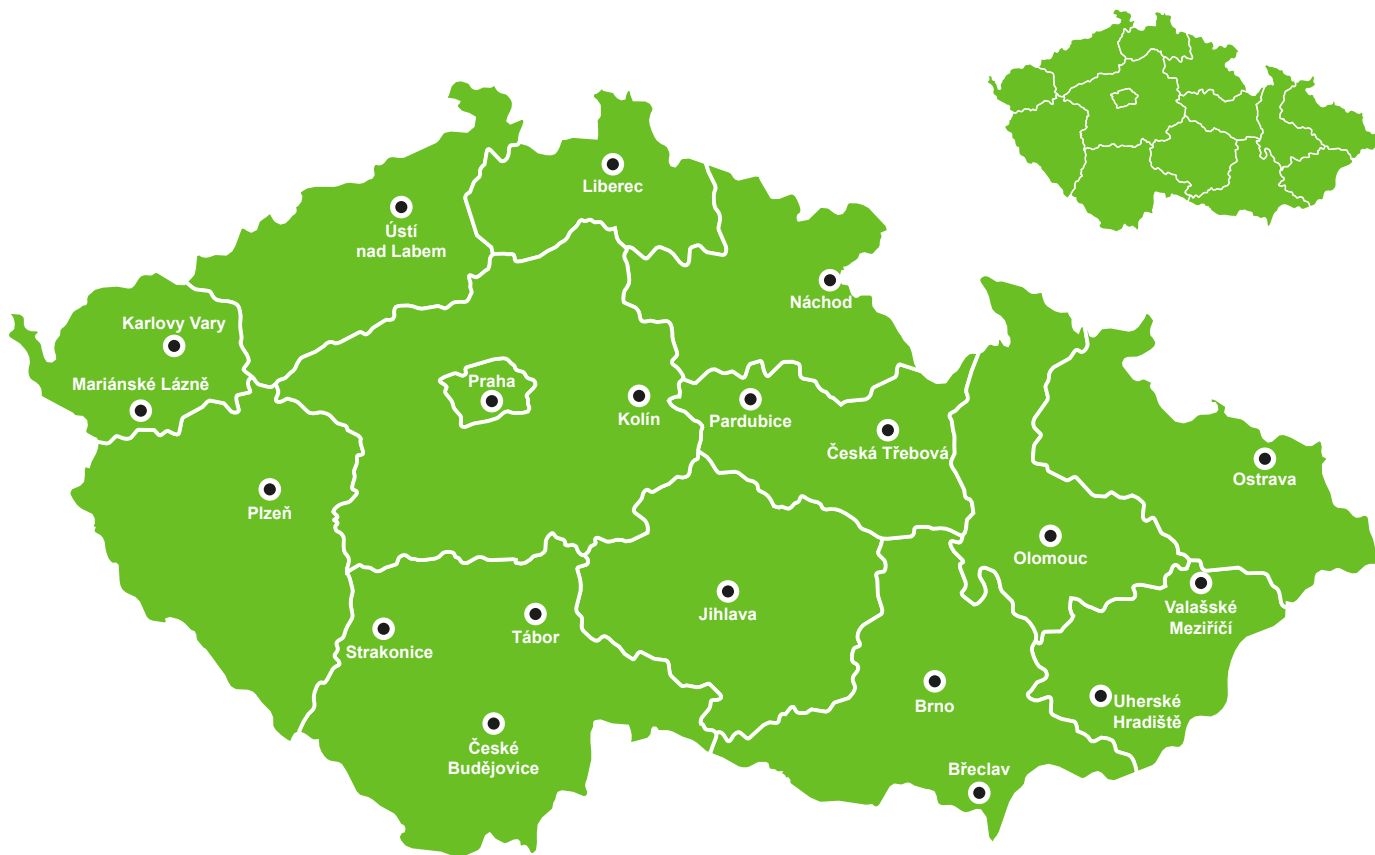 Liberec
Ústí
nad Labem
Náchod
Karlovy Vary
Mariánské Lázně
Praha
Kolín
Pardubice
Česká Třebová
Ostrava
Plzeň
Olomouc
Valašské
Meziříčí
Jihlava
Tábor
Strakonice
Brno
Uherské
Hradiště
České
Budějovice
Břeclav